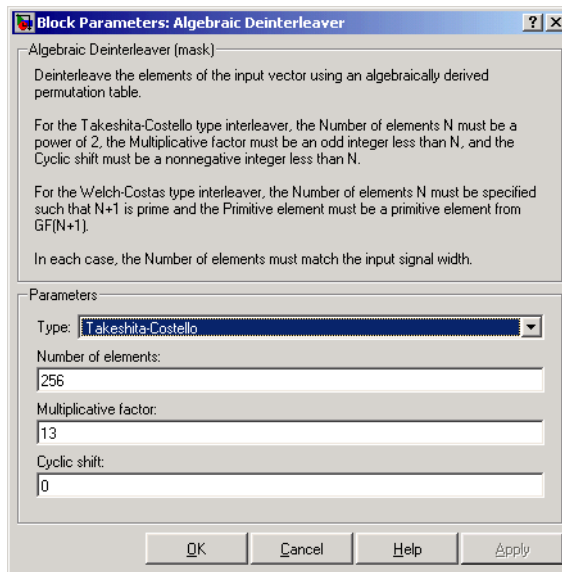 Block Parameters: Algebraic Deinterleaver
Algebraic Deinterleaver (mask)
Deinterleave the elements of the input vector using an algebraically derived
permutation table.
For the Takeshita-Costello type interleaver, the Number of elements N must be a
power of 2, the Multiplicative factor must be an odd integer less than N, and the
Cyclic shift must be a nonnegative integer less than N.
For the Welch-Costas type interleaver, the Number of elements N must be specified
such that N+1 is prime and the Primitive element must be a primitive element from
GF(N+1).
In each case, the Number of elements must match the input signal width.
Parameters
Type: Takeshita-Costello
Number of elements:
256
Multiplicative factor:
13
Cyclic shift:
0
OK Cancel Help Apply